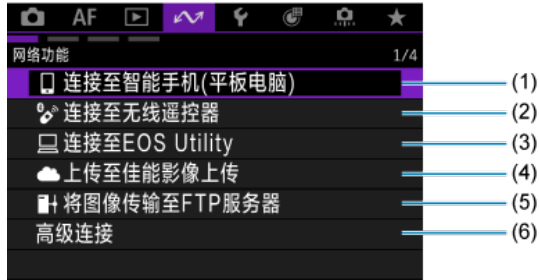 AF
网络功能 1/4
连接至智能手机(平板电脑) (1)
连接至无线遥控器 (2)
连接至EOS Utility (3)
上传至佳能影像上传 (4)
将图像传输至FTP服务器 (5)
高级连接 (6)